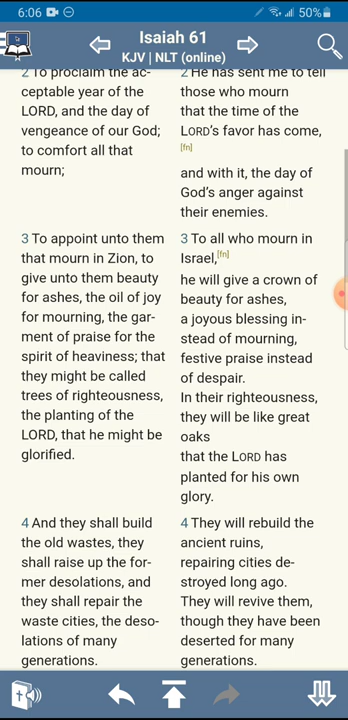 6:06
50%
Isaiah 61
KJV | NLT (online)
2 To proclaim the ac-
ceptable year of the
LORD, and the day of
vengeance of our God;
to comfort all that
mourn;
2 He has sent me to tell
those who mourn
that the time of the
LORD’s favor has come,
[fn]
and with it, the day of
God’s anger against
their enemies.
3 To appoint unto them
that mourn in Zion, to
give unto them beauty
for ashes, the oil of joy
for mourning, the gar-
ment of praise for the
spirit of heaviness; that
they might be called
trees of righteousness,
the planting of the
LORD, that he might be
glorified.
3 To all who mourn in
Israel,[fn]
he will give a crown of
beauty for ashes,
a joyous blessing in-
stead of mourning,
festive praise instead
of despair.
In their righteousness,
they will be like great
oaks
that the LORD has
planted for his own
glory.
4 And they shall build
the old wastes, they
shall raise up the for-
mer desolations, and
they shall repair the
waste cities, the deso-
lations of many
generations.
4 They will rebuild the
ancient ruins,
repairing cities de-
stroyed long ago.
They will revive them,
though they have been
deserted for many
generations.